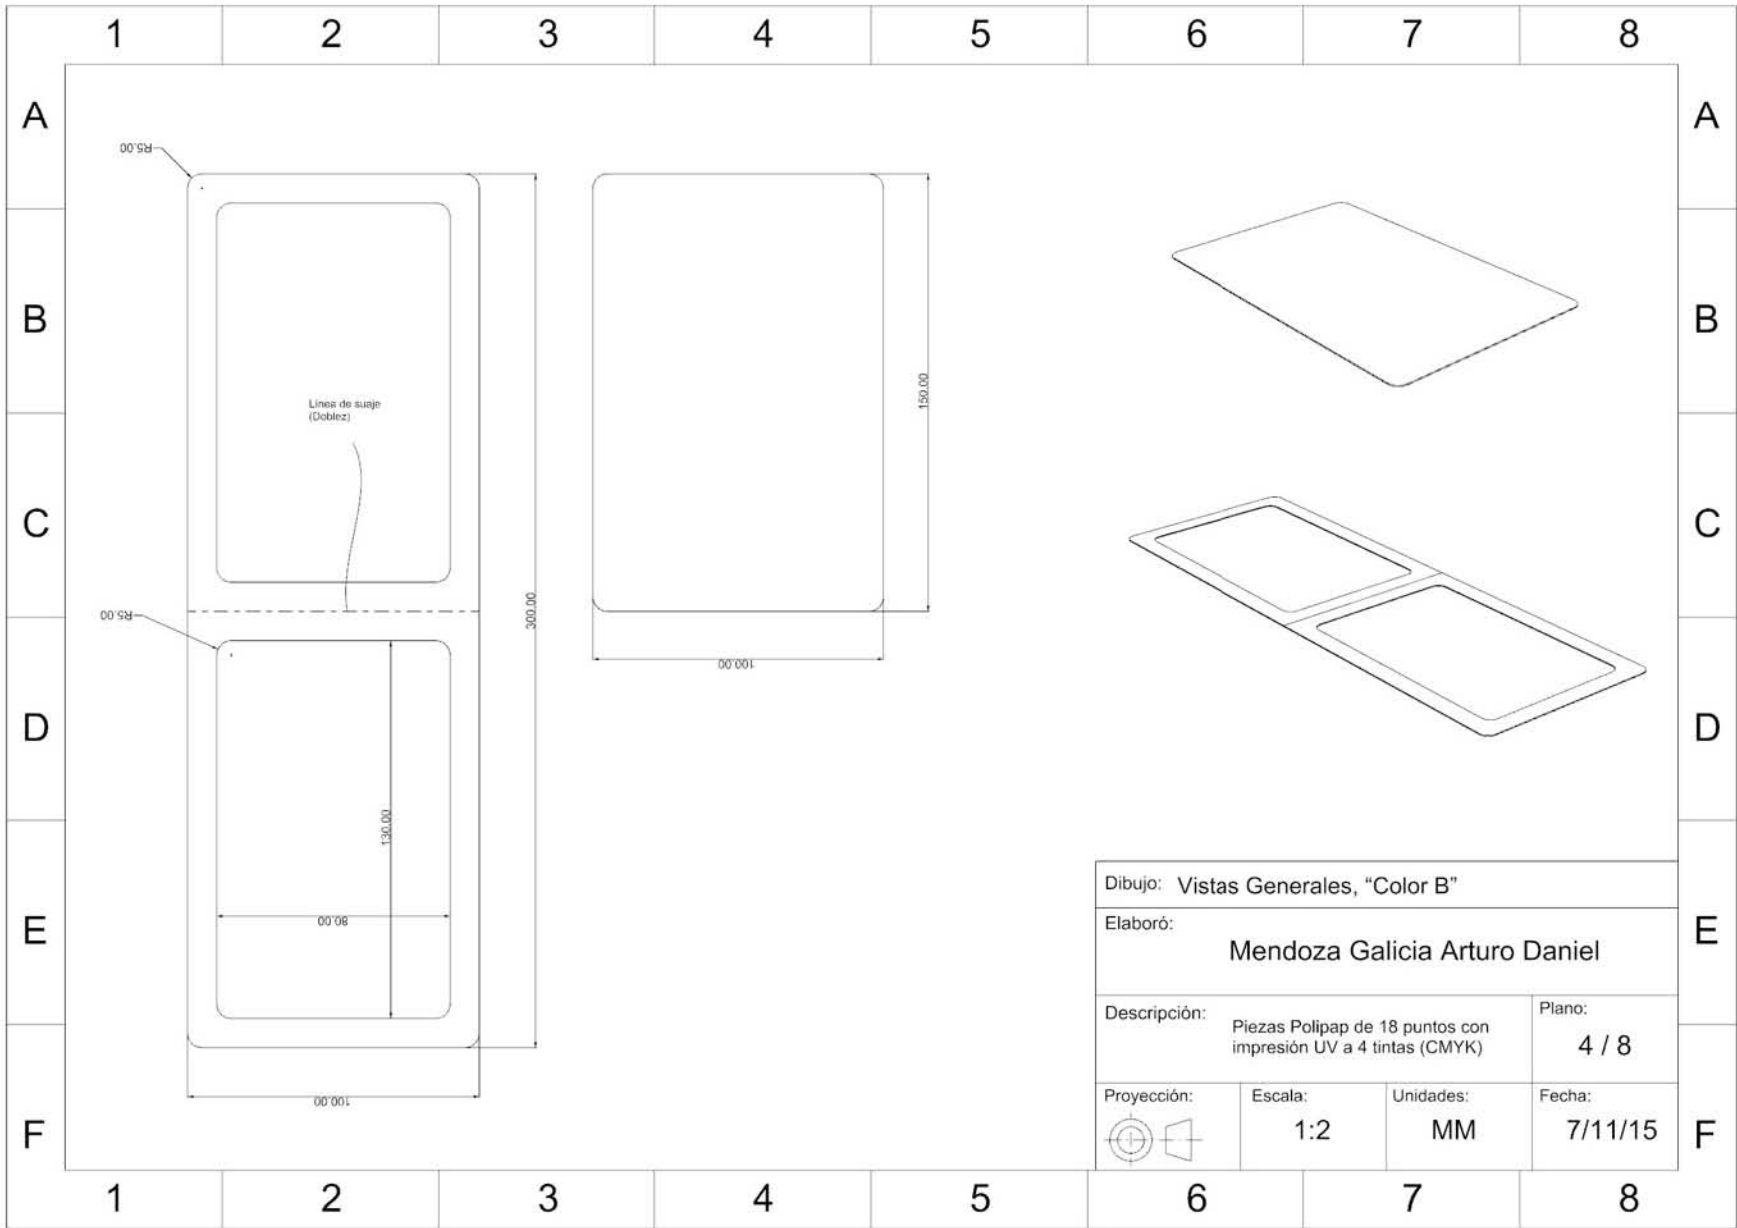 1 2 3 4 5 6 7 8
A A
R5.00
B B
Linea de suaje
(Doblez)
150.00
C C
300.00
R5.00
100.00
D D
130.00
80.00
E E
100.00
Dibujo: Vistas Generales, “Color B”
Elaboró:
Mendoza Galicia Arturo Daniel
Descripción:
Piezas Polipap de 18 puntos con
impresión UV a 4 tintas (CMYK)
Plano:
4 / 8
Proyección:
Escala:
1:2
Unidades:
MM
Fecha:
7/11/15
F F
1 2 3 4 5 6 7 8